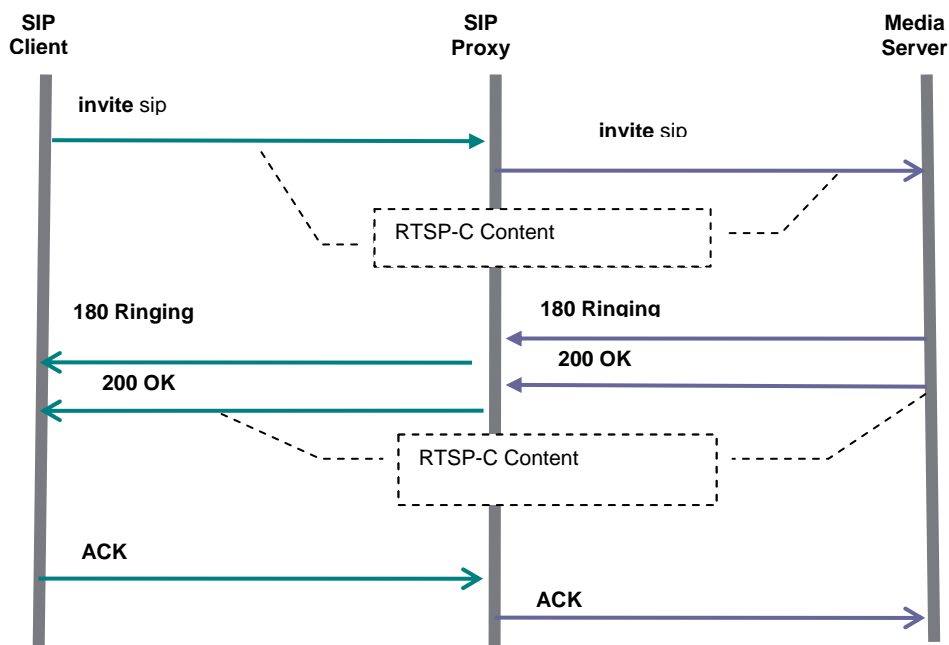 SIP
Client
SIP
Proxy
Media
Server
invite sip
invite sip
RTSP-C Content
180 Ringing
180 Ringing
200 OK
200 OK
RTSP-C Content
ACK
ACK